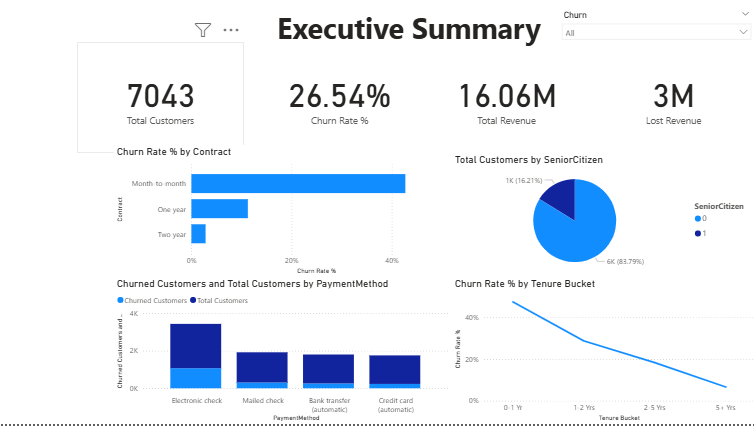 Executive Summary
Churn
All
7043
Total Customers
26.54%
Churn Rate %
16.06M
Total Revenue
3M
Lost Revenue
Churn Rate % by Contract
Contract
Month-to-month
One year
Two year
0%
20%
40%
Churn Rate %
Total Customers by SeniorCitizen
1K (16.21%)
6K (83.79%)
SeniorCitizen
0
1
Churned Customers and Total Customers by PaymentMethod
Churned Customers
Total Customers
Churned Customers and ...
4K
2K
0K
Electronic check
Mailed check
Bank transfer
(automatic)
Credit card
(automatic)
PaymentMethod
Churn Rate % by Tenure Bucket
Churn Rate %
40%
20%
0%
0-1 Yr
1-2 Yrs
2-5 Yrs
5+ Yrs
Tenure Bucket